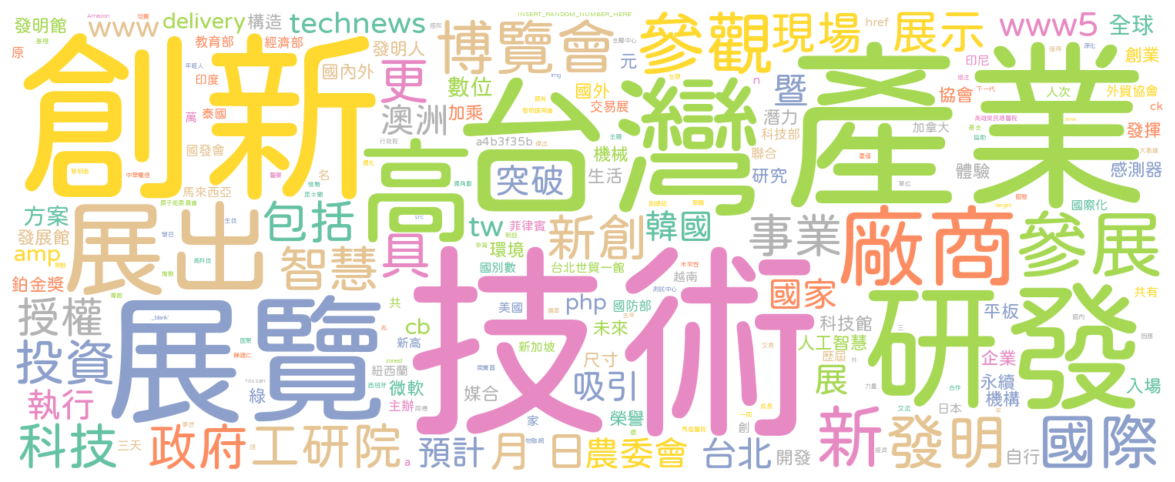 發明館
www
delivery
構造
technews
INSERT_RANDOM_NUMBER_HERE
博覽會
參觀
現場
href
展示
www5
全球
原
教育部
經濟部
發明人
元
創業
創新
印度
國內外
更
數位
國外
暨
產業
協會
印尼
下一代
人次
外貿協會
萬
泰國
澳洲
加乘
交易展
潛力
科技部
加拿大
ck
發揮
國發會
a4b3f35b
台灣
機械
聯合
名
突破
生活
研究
體驗
感測器
馬來西亞
高
方案
包括
tw
菲律賓
新創
韓國
事業
廠商
國際化
參展
發展館
展出
智慧
具
環境
amp
國別數
台北世貿一館
越南
鉑金獎
國家
共有
授權
展覽
技術
美國
php
國防部
研發
平板
共
cb
未來
科技館
新高
新加坡
人工智慧
投資
紐西蘭
尺寸
歷屆
企業
綠
微軟
媒合
吸引
展
永續
入場
執行
主辦
榮譽
機構
家
創
日本
科技
三天
政府
工研院
a
預計
月
日
農委會
台北
開發
新
發明
自行
國際